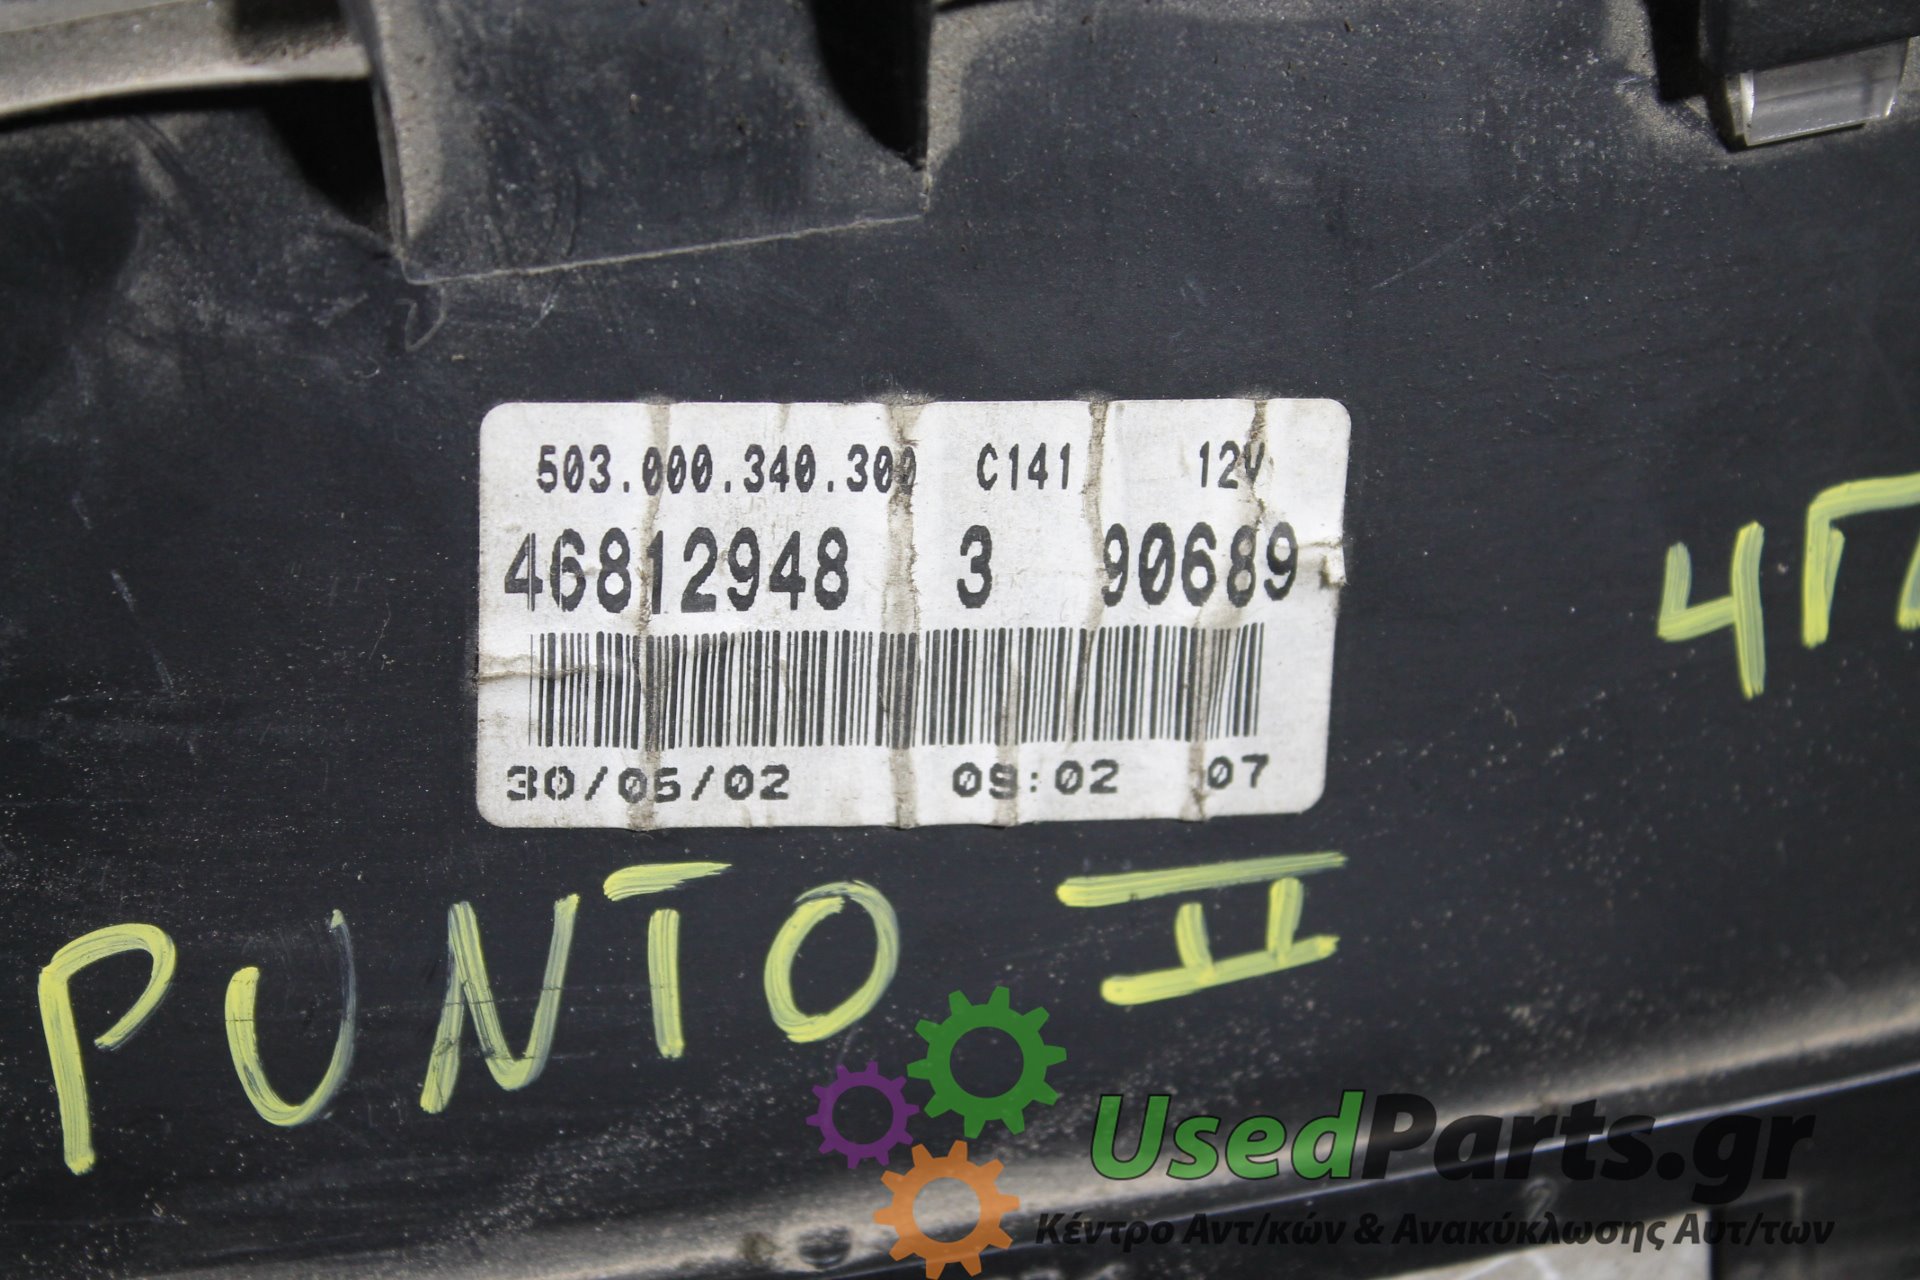 503.000.340.300 C141 12V
46812948 3 90689
30/05/02 09:02 07
4Π
PUNTO II
UsedParts.gr
Κέντρο Αντ/κών & Ανακύκλωσης Αυτ/των